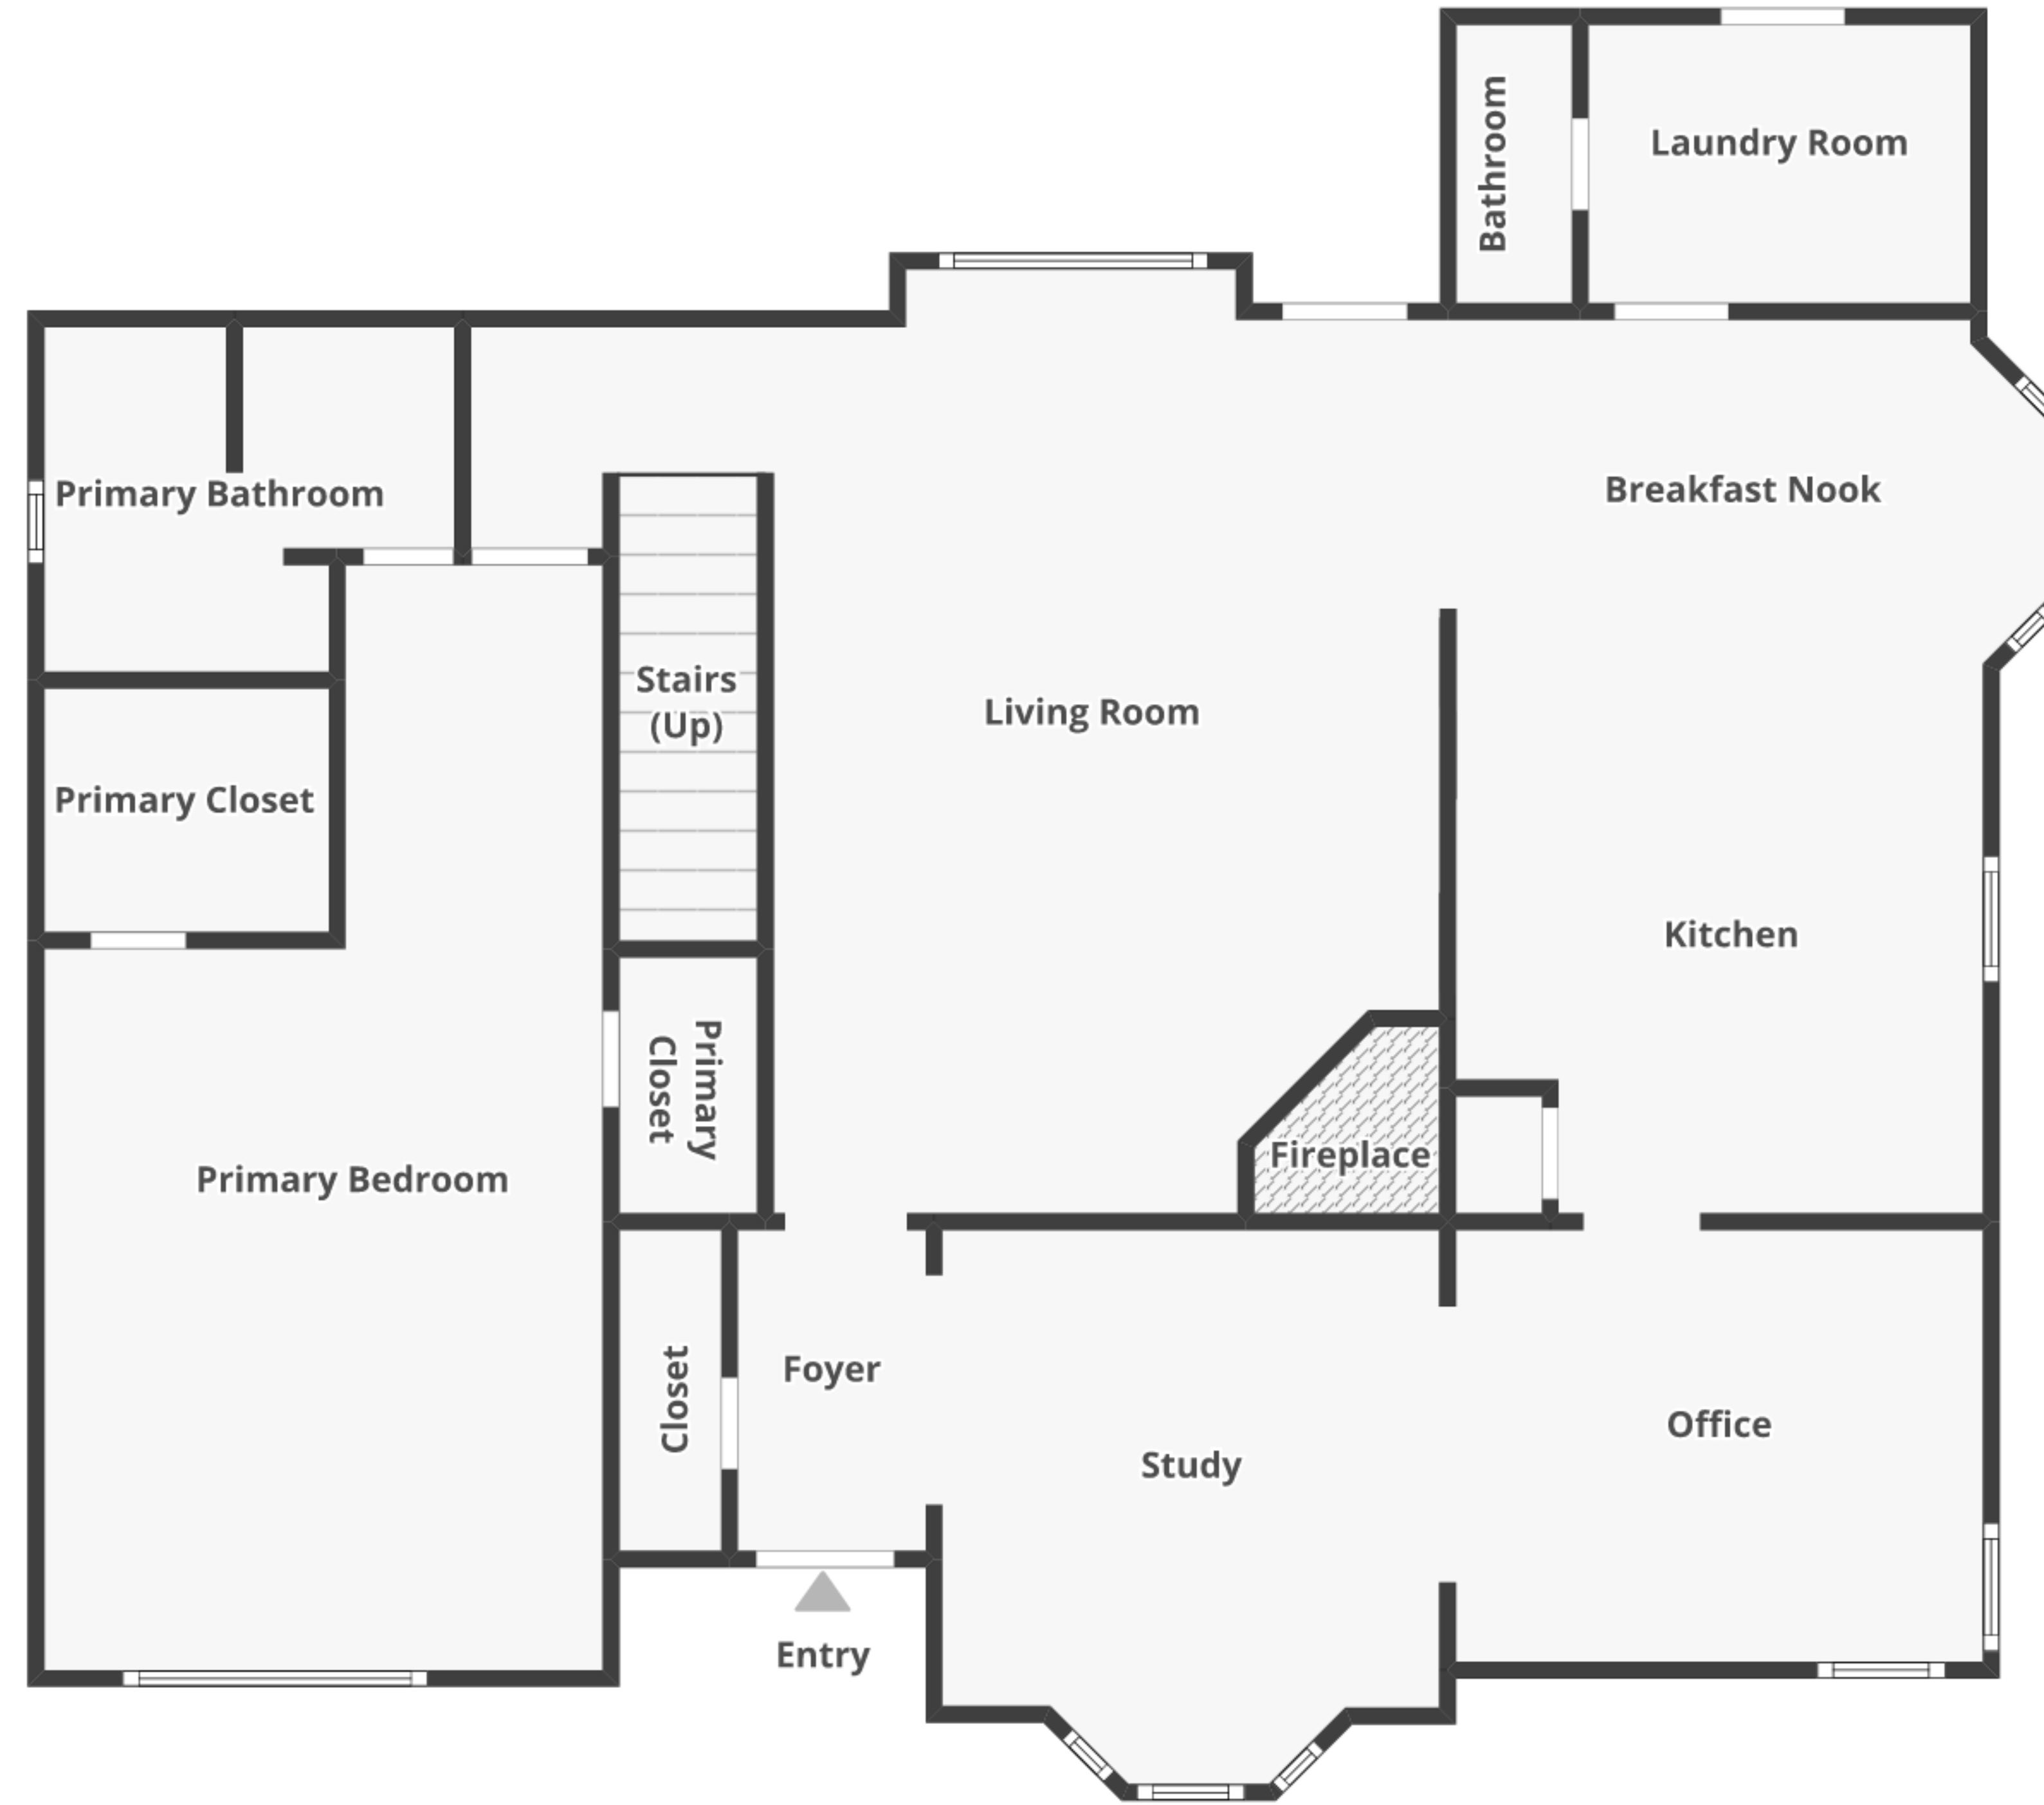 Bathroom
Laundry Room
Primary Bathroom
Breakfast Nook
Stairs
(Up)
Living Room
Primary Closet
Kitchen
Primary
Closet
Fireplace
Primary Bedroom
Closet
Foyer
Office
Study
Entry